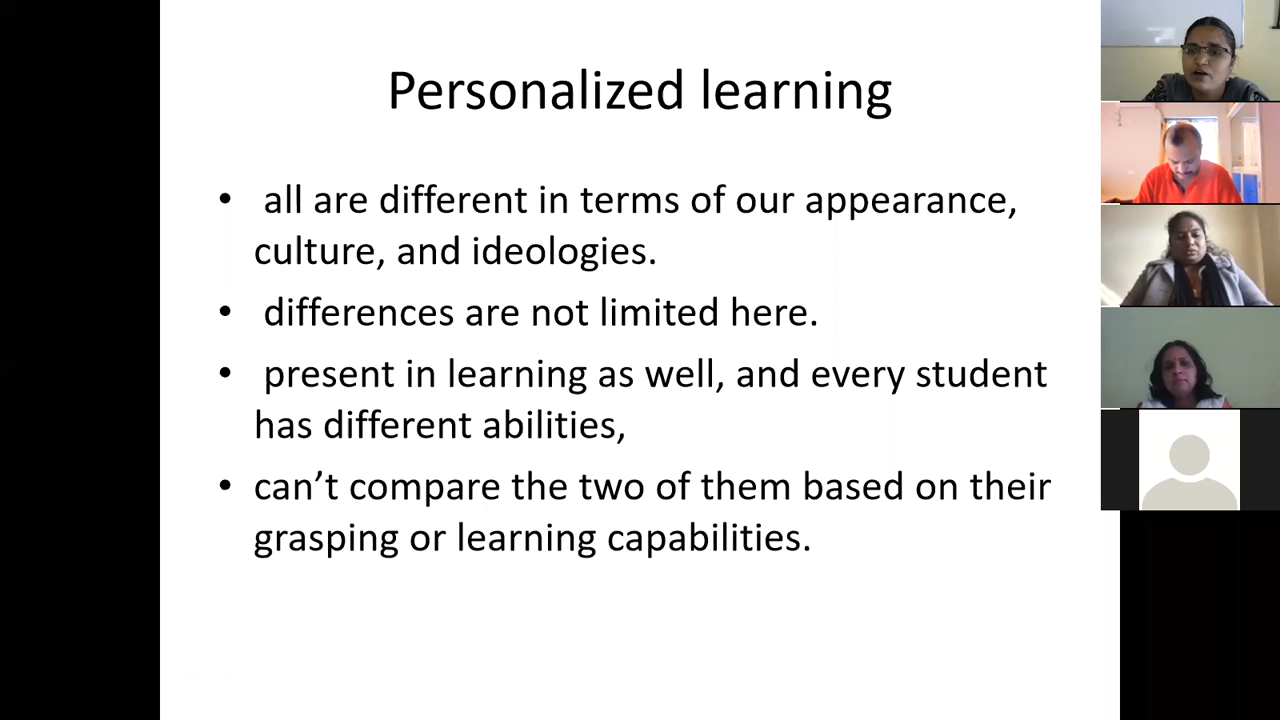 Personalized learning
• all are different in terms of our appearance,
culture, and ideologies.
• differences are not limited here.
• present in learning as well, and every student
has different abilities,
• can’t compare the two of them based on their
grasping or learning capabilities.